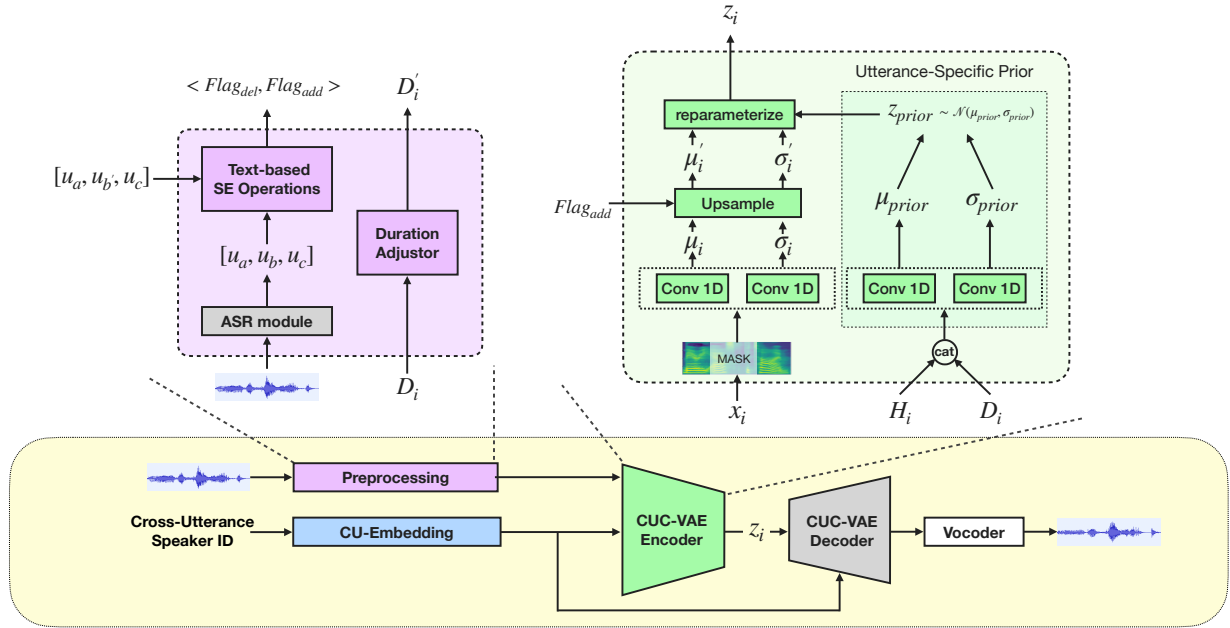 < Flag_del, Flag_add >
D_i'
[u_a, u_b', u_c]
Text-based
SE Operations
[u_a, u_b, u_c]
Duration
Adjustor
ASR module
D_i
z_i
Utterance-Specific Prior
reparameterize
z_prior ~ 𝒩(μ_prior, σ_prior)
μ_i'
σ_i'
Flag_add
Upsample
μ_prior
σ_prior
μ_i
σ_i
Conv 1D
Conv 1D
Conv 1D
Conv 1D
MASK
cat
x_i
H_i
D_i
Preprocessing
Cross-Utterance
Speaker ID
CU-Embedding
CUC-VAE
Encoder
z_i
CUC-VAE
Decoder
Vocoder